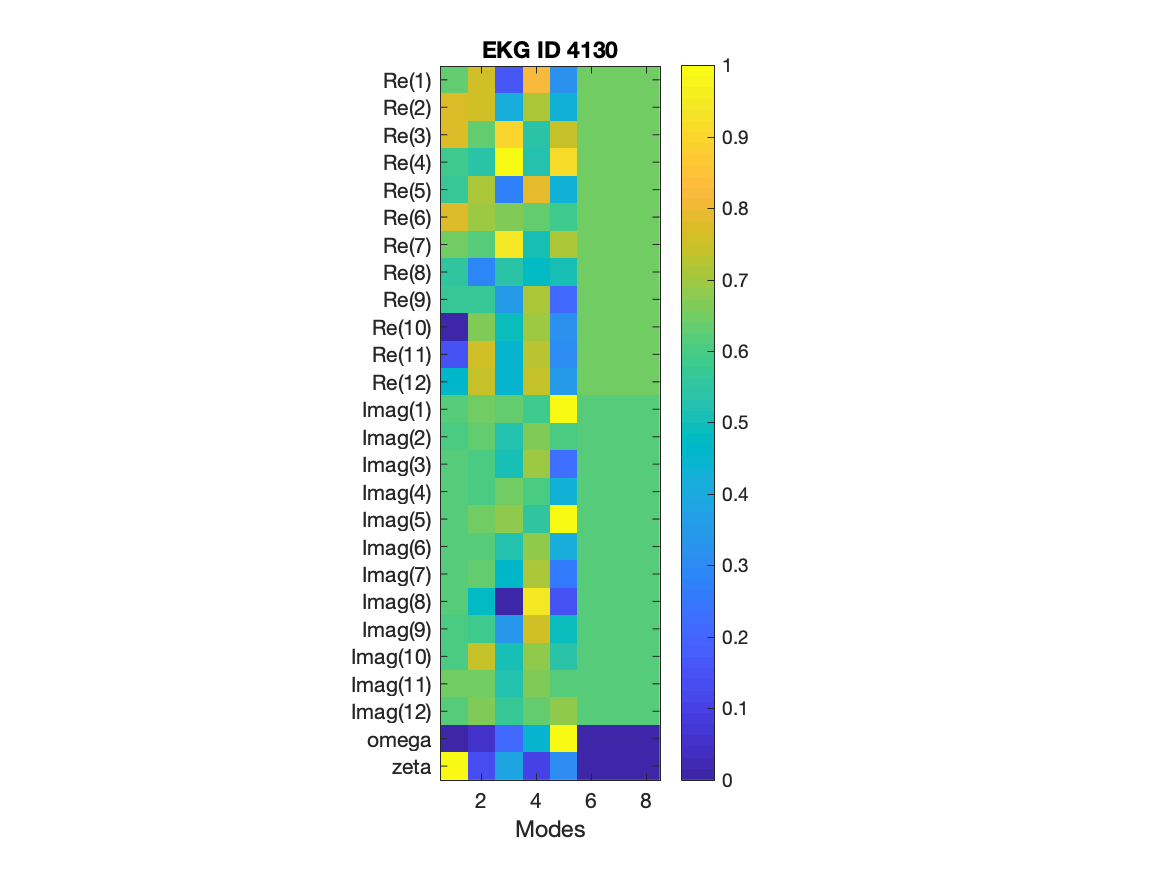 EKG ID 4130
Re(1)
Re(2)
Re(3)
Re(4)
Re(5)
Re(6)
Re(7)
Re(8)
Re(9)
Re(10)
Re(11)
Re(12)
Imag(1)
Imag(2)
Imag(3)
Imag(4)
Imag(5)
Imag(6)
Imag(7)
Imag(8)
Imag(9)
Imag(10)
Imag(11)
Imag(12)
omega
zeta
2 4 6 8
Modes
1
0.9
0.8
0.7
0.6
0.5
0.4
0.3
0.2
0.1
0